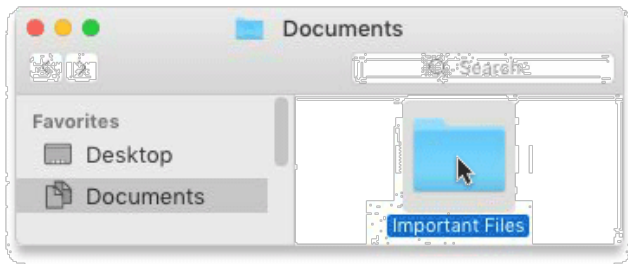 Documents
Search
Favorites
Desktop
Documents
Important Files